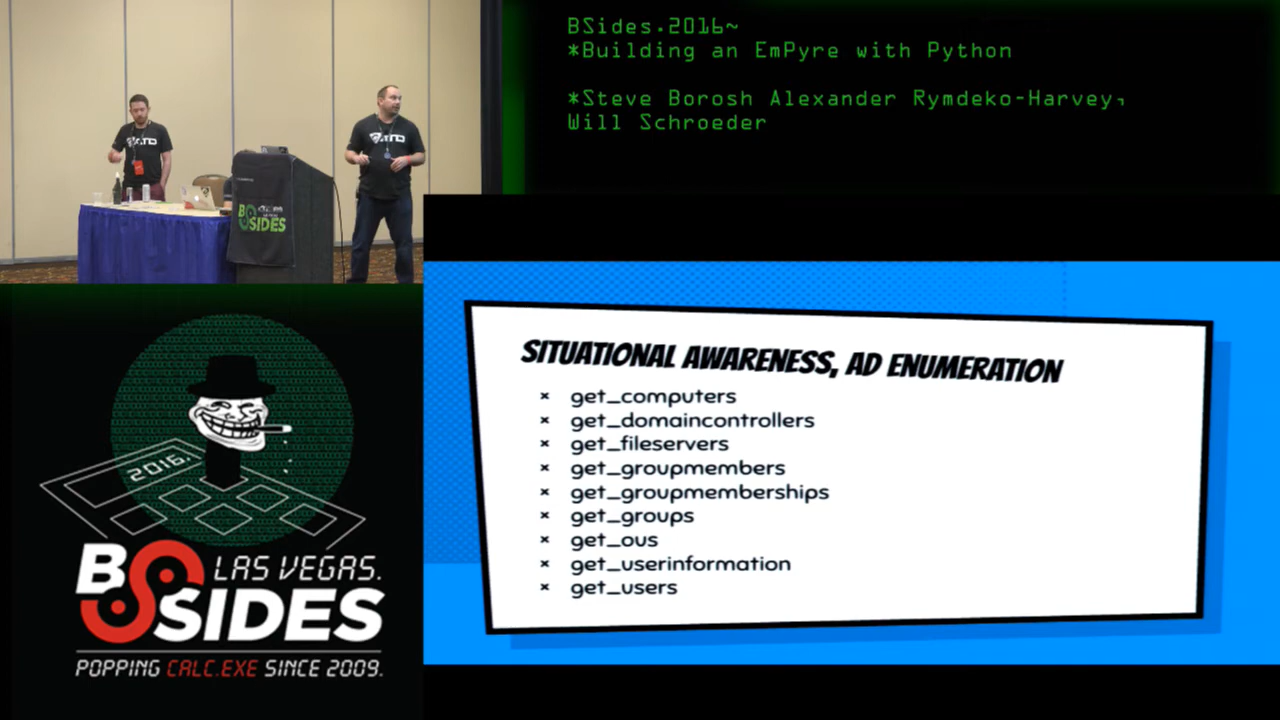 BSides.2016~
*Building an EmPyre with Python
*Steve Borosh Alexander Rymdeko-Harvey,
Will Schroeder
BSIDES
SITUATIONAL AWARENESS, AD ENUMERATION
× get_computers
× get_domaincontrollers
× get_fileservers
× get_groupmembers
× get_groupmemberships
× get_groups
× get_ous
× get_userinformation
× get_users
2016.
BSIDES
LAS VEGAS.
POPPING CALC.EXE SINCE 2009.